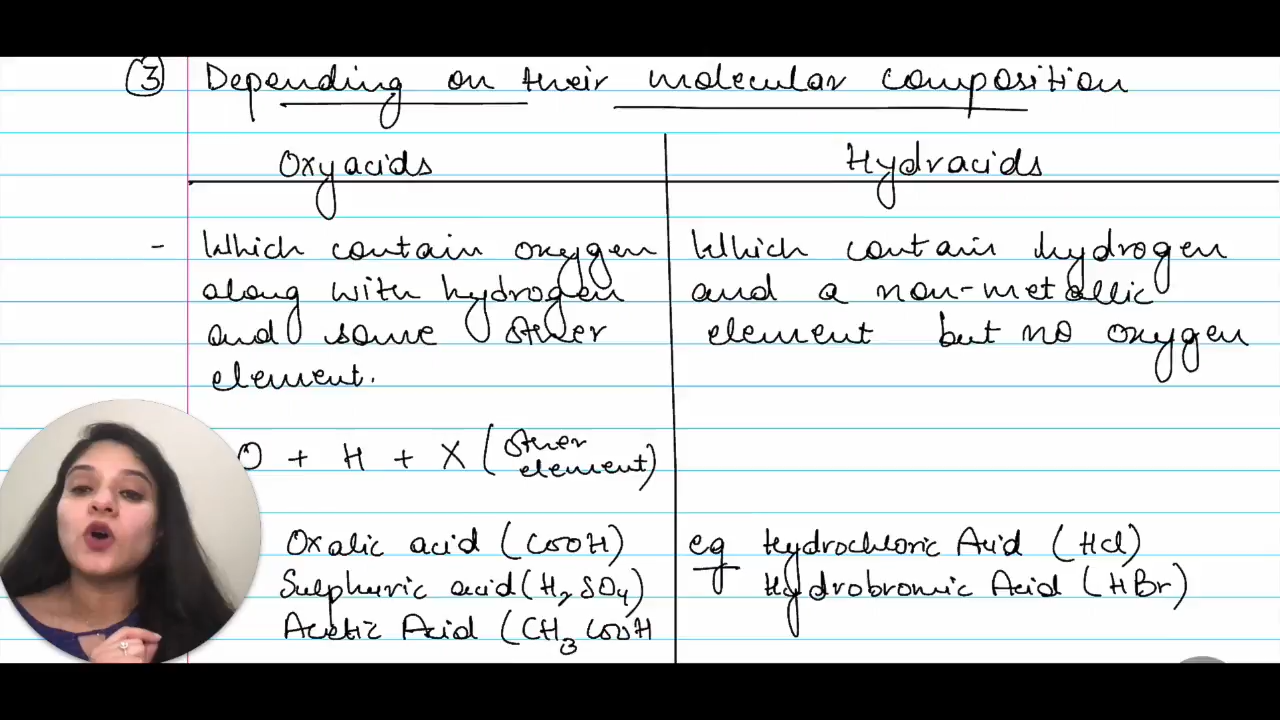 (3) Depending on their molecular composition
Oxyacids
- Which contain oxygen
along with hydrogen
and some other
element.
O + H + X (other
element)
Oxalic acid (COOH)
Sulphuric acid (H₂SO₄)
Acetic Acid (CH₃COOH
Hydracids
Which contain hydrogen
and a non-metallic
element but no oxygen
eg Hydrochloric Acid (HCl)
Hydrobromic Acid (HBr)